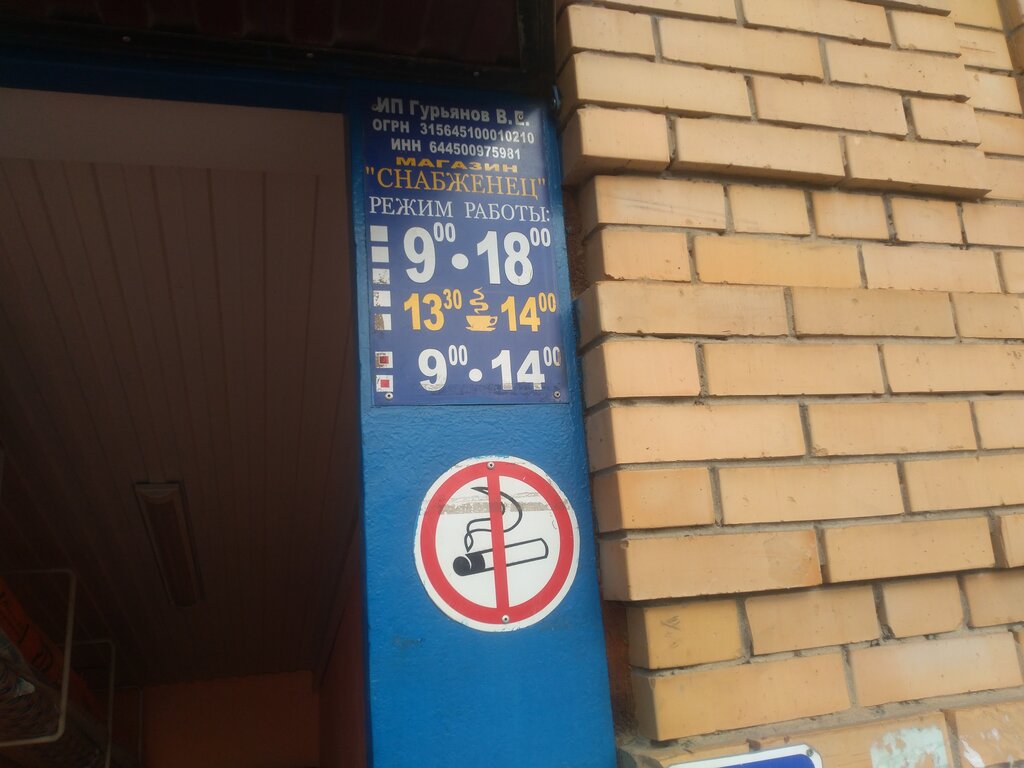 ИП Гурьянов В.Е.
ОГРН 315645100010210
ИНН 644500975981
МАГАЗИН
"СНАБЖЕНЕЦ"
РЕЖИМ РАБОТЫ:
9⁰⁰ • 18⁰⁰
13³⁰ 14⁰⁰
9⁰⁰ • 14⁰⁰